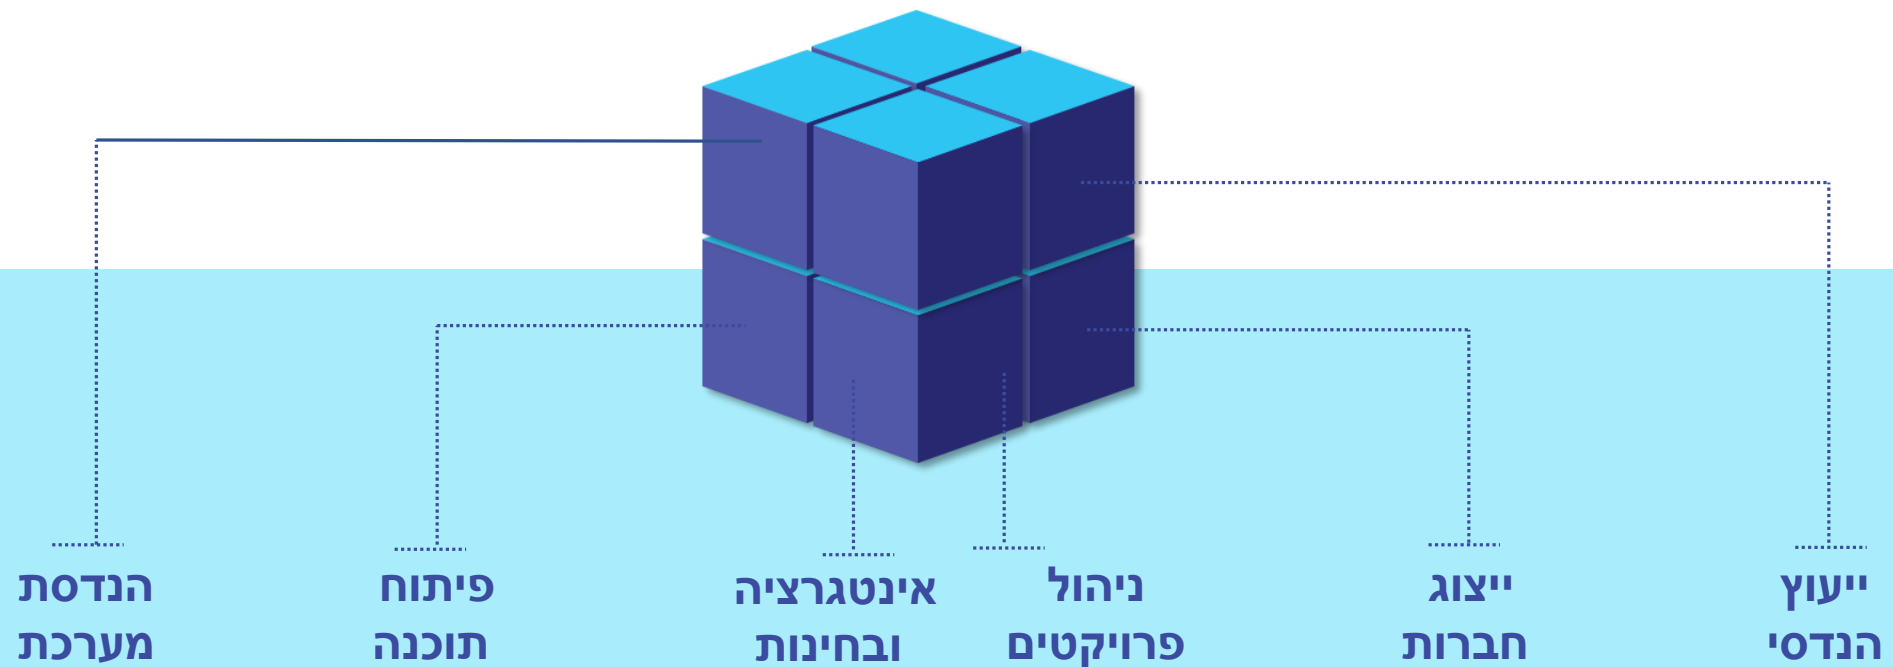 ייעוץ
הנדסי
ייצוג
חברות
ניהול
פרויקטים
אינטגרציה
ובחינות
פיתוח
תוכנה
הנדסת
מערכת